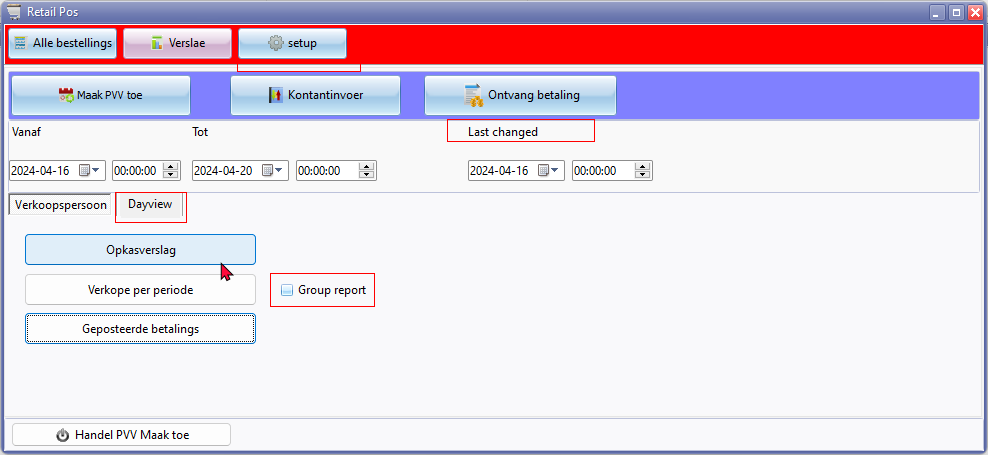 Retail Pos
Alle bestellings
Verslae
setup
Maak PVV toe
Kontantinvoer
Ontvang betaling
Vanaf
Tot
Last changed
2024-04-16
00:00:00
2024-04-20
00:00:00
2024-04-16
00:00:00
Verkoopspersoon
Dayview
Opkasverslag
Verkope per periode
Group report
Geposteerde betalings
Handel PVV Maak toe